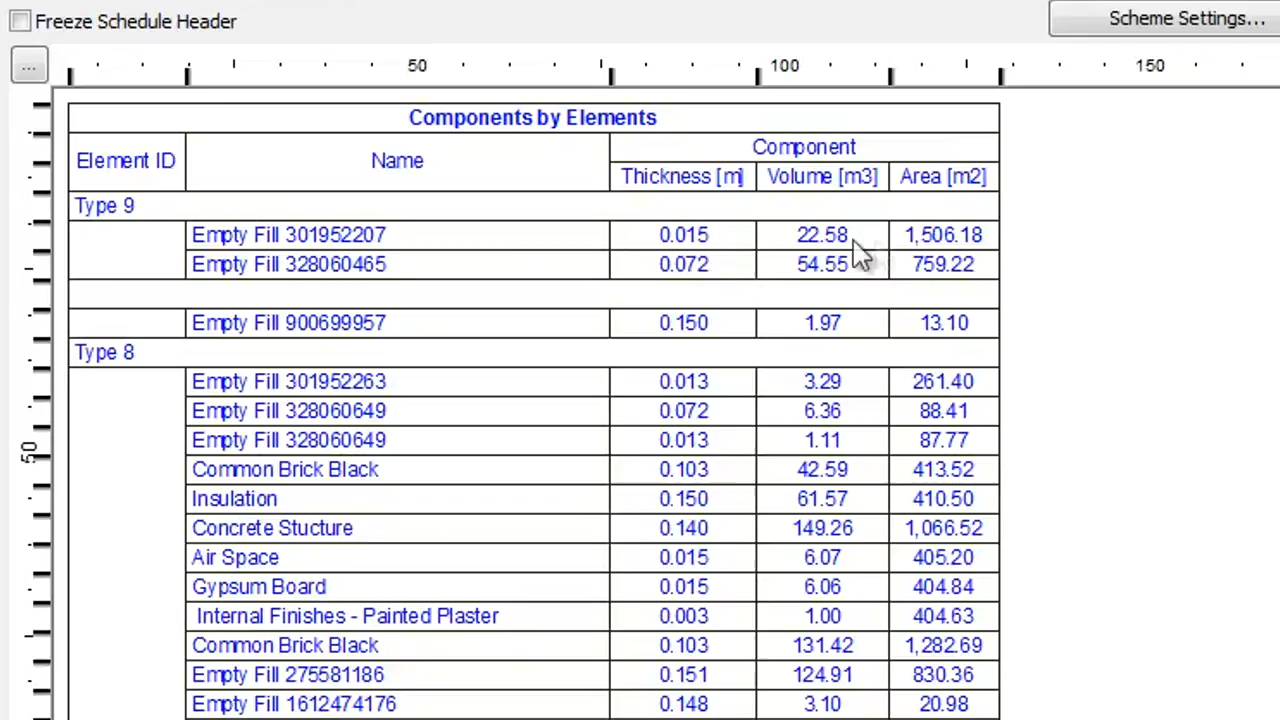 Freeze Schedule Header
Scheme Settings...
...
50 100 150
50
Components by Elements
Element ID Name Component
Thickness [m] Volume [m3] Area [m2]
Type 9
Empty Fill 301952207 0.015 22.58 1,506.18
Empty Fill 328060465 0.072 54.55 759.22
Empty Fill 900699957 0.150 1.97 13.10
Type 8
Empty Fill 301952263 0.013 3.29 261.40
Empty Fill 328060649 0.072 6.36 88.41
Empty Fill 328060649 0.013 1.11 87.77
Common Brick Black 0.103 42.59 413.52
Insulation 0.150 61.57 410.50
Concrete Stucture 0.140 149.26 1,066.52
Air Space 0.015 6.07 405.20
Gypsum Board 0.015 6.06 404.84
Internal Finishes - Painted Plaster 0.003 1.00 404.63
Common Brick Black 0.103 131.42 1,282.69
Empty Fill 275581186 0.151 124.91 830.36
Empty Fill 1612474176 0.148 3.10 20.98